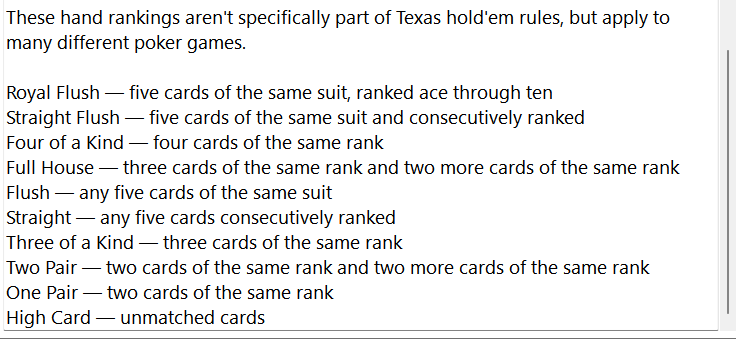 These hand rankings aren't specifically part of Texas hold'em rules, but apply to
many different poker games.
Royal Flush — five cards of the same suit, ranked ace through ten
Straight Flush — five cards of the same suit and consecutively ranked
Four of a Kind — four cards of the same rank
Full House — three cards of the same rank and two more cards of the same rank
Flush — any five cards of the same suit
Straight — any five cards consecutively ranked
Three of a Kind — three cards of the same rank
Two Pair — two cards of the same rank and two more cards of the same rank
One Pair — two cards of the same rank
High Card — unmatched cards